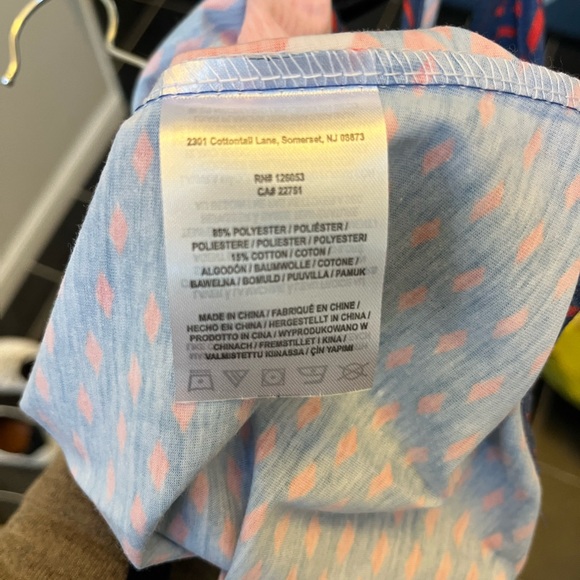 2301 Cottontail Lane, Somerset, NJ 08873
RN# 126053
CA# 22751
85% POLYESTER / POLIÉSTER /
POLIESTERE / POLIESTER / POLYESTERI
15% COTTON / COTON /
ALGODÓN / BAUMWOLLE / COTONE /
BAWEŁNA / BOMULD / PUUVILLA / PAMUK
MADE IN CHINA / FABRIQUÉ EN CHINE /
HECHO EN CHINA / HERGESTELLT IN CHINA /
PRODOTTO IN CINA / WYPRODUKOWANO W
CHINACH / FREMSTILLET I KINA /
VALMISTETTU KIINASSA / ÇİN YAPIMI